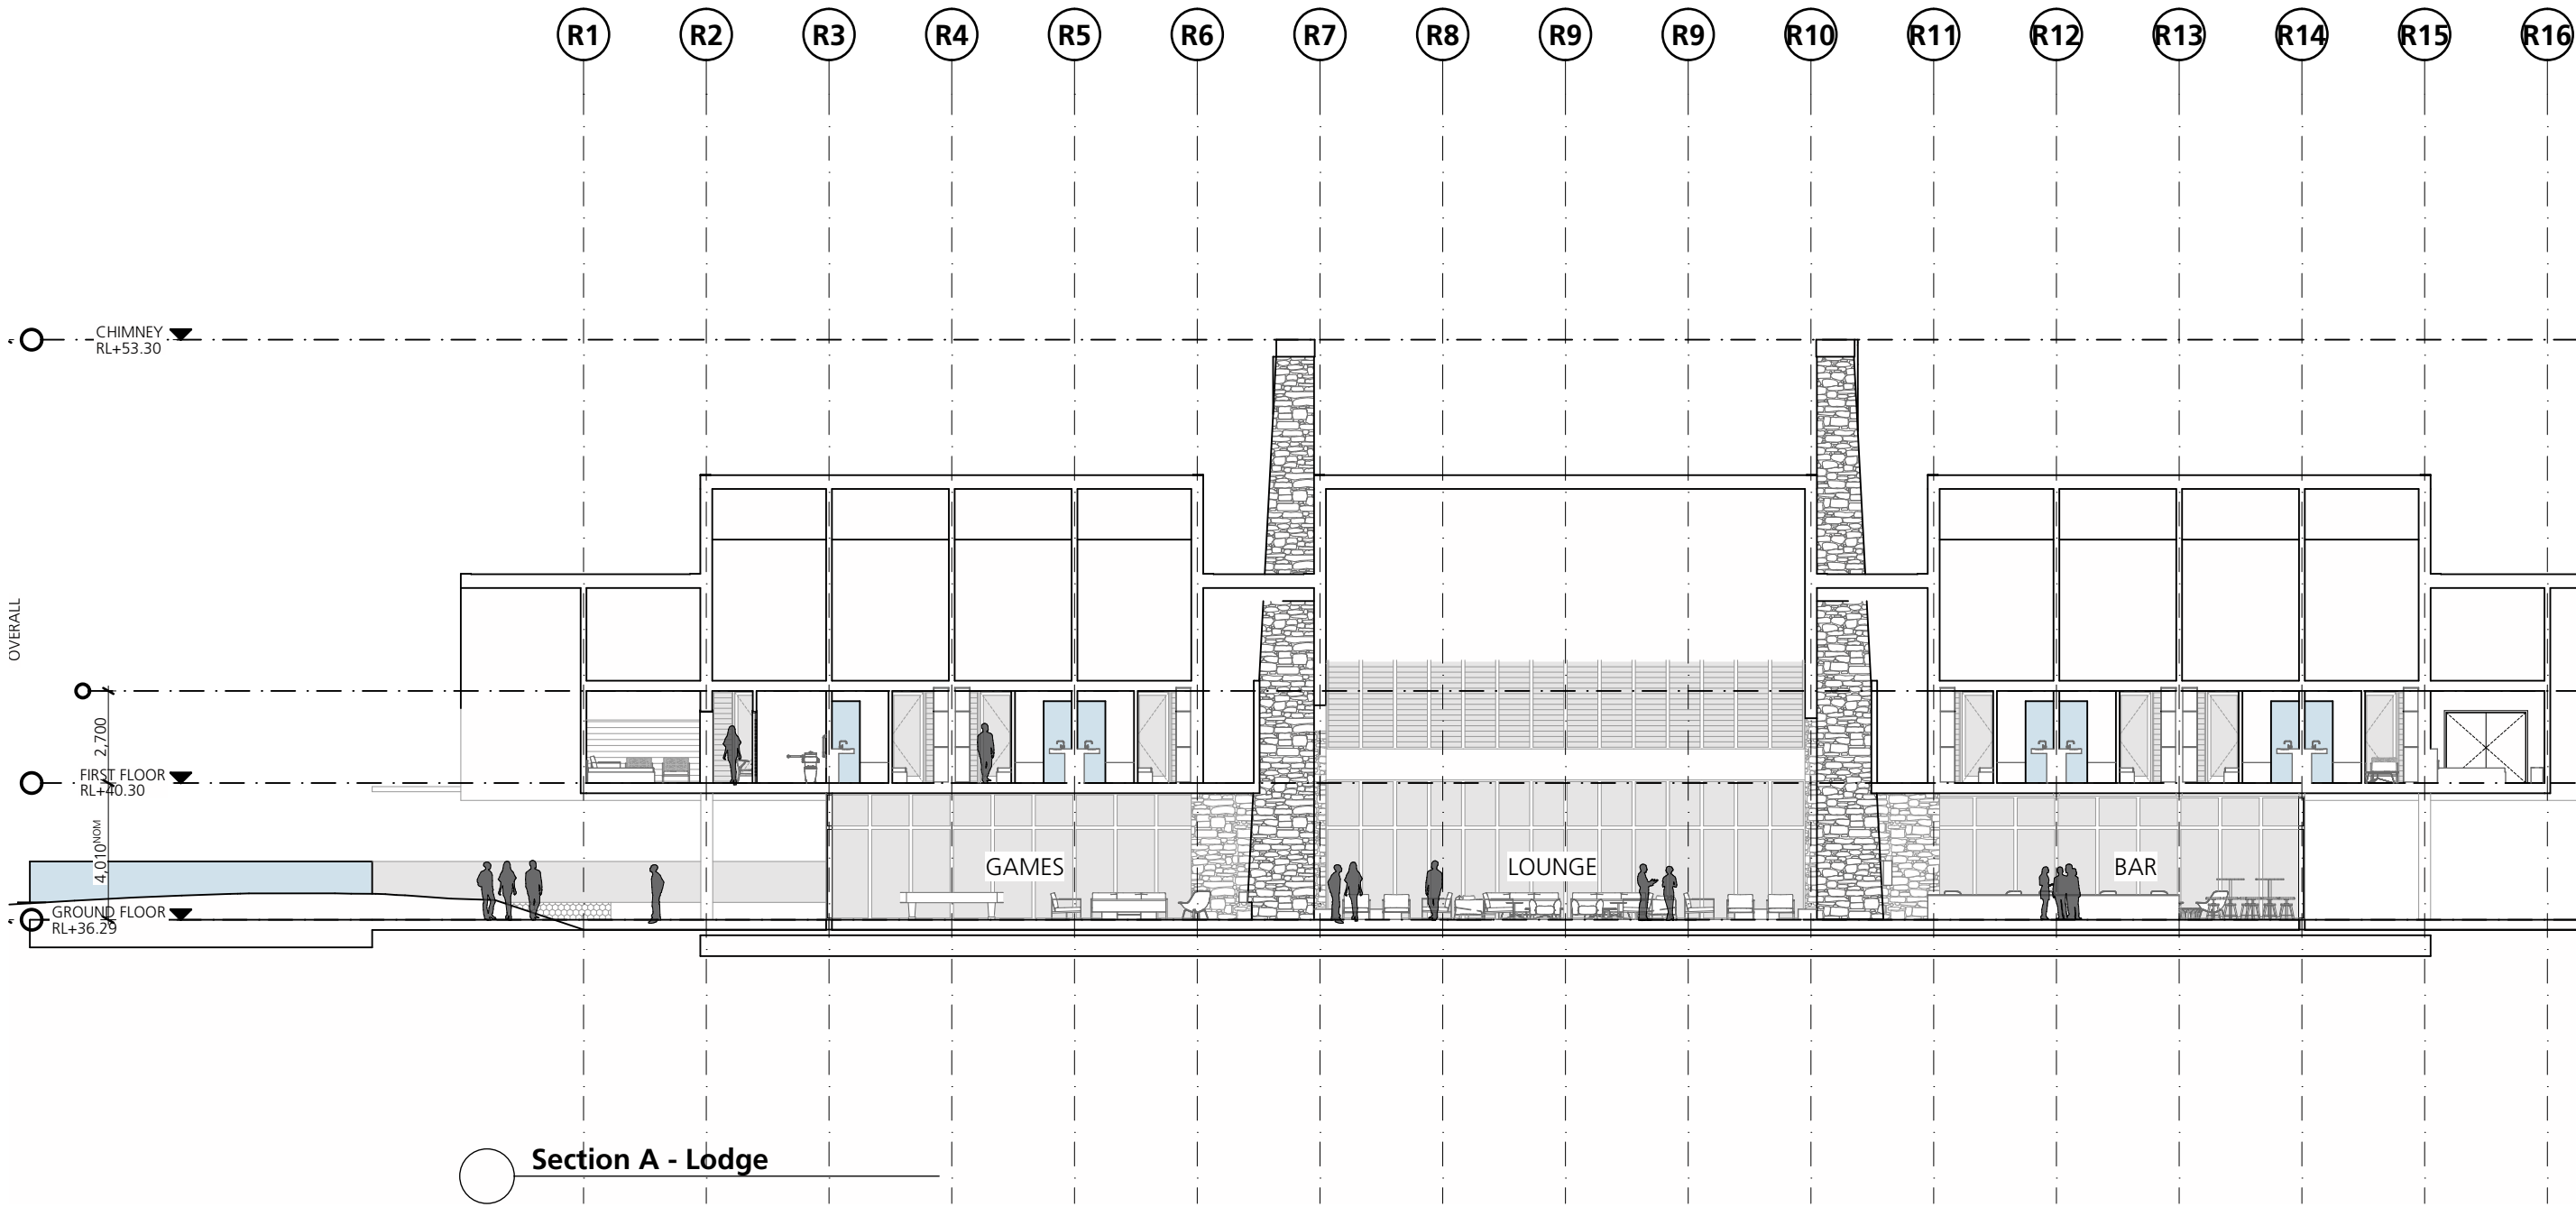 R1 R2 R3 R4 R5 R6 R7 R8 R9 R9 R10 R11 R12 R13 R14 R15 R16
CHIMNEY
RL+53.30
OVERALL
2,700
FIRST FLOOR
RL+40.30
4,010NOM
GAMES
LOUNGE
BAR
GROUND FLOOR
RL+36.29
Section A - Lodge